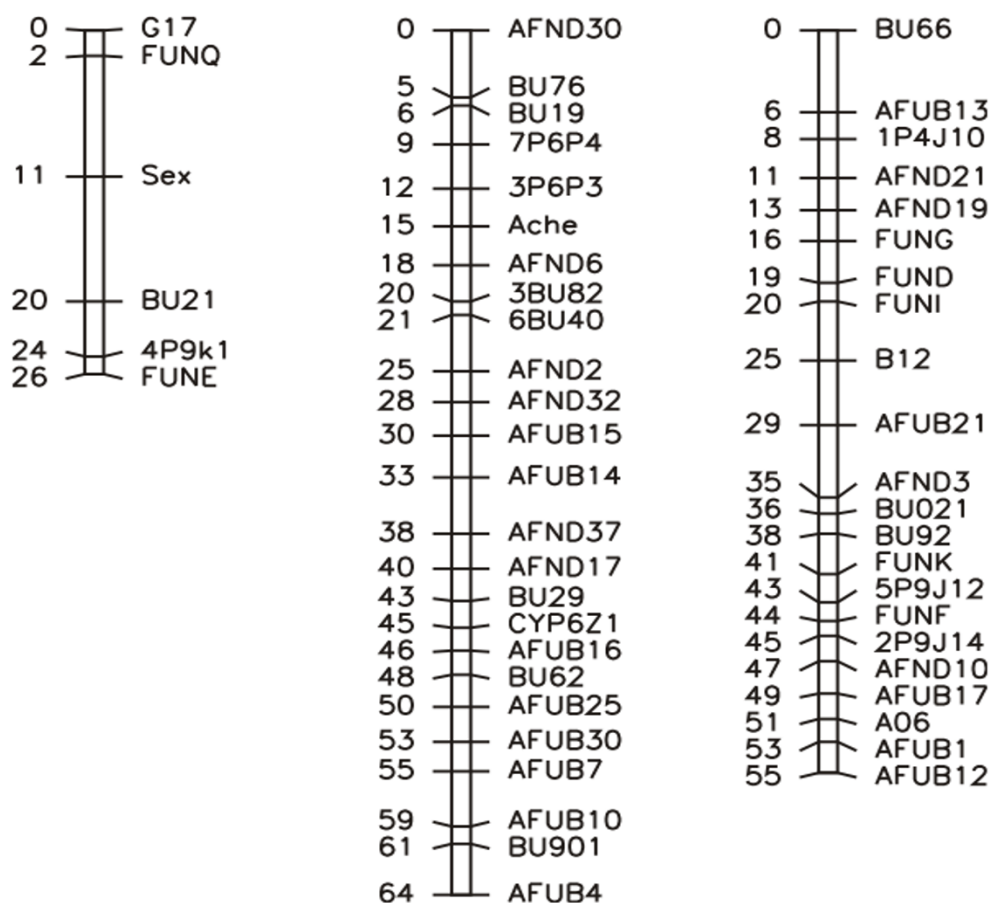 0 G17
2 FUNQ
11 Sex
20 BU21
24 4P9k1
26 FUNE
0 AFND30
5 BU76
6 BU19
9 7P6P4
12 3P6P3
15 Ache
18 AFND6
20 3BU82
21 6BU40
25 AFND2
28 AFND32
30 AFUB15
33 AFUB14
38 AFND37
40 AFND17
43 BU29
45 CYP6Z1
46 AFUB16
48 BU62
50 AFUB25
53 AFUB30
55 AFUB7
59 AFUB10
61 BU901
64 AFUB4
0 BU66
6 AFUB13
8 1P4J10
11 AFND21
13 AFND19
16 FUNG
19 FUND
20 FUNI
25 B12
29 AFUB21
35 AFND3
36 BU021
38 BU92
41 FUNK
43 5P9J12
44 FUNF
45 2P9J14
47 AFND10
49 AFUB17
51 A06
53 AFUB1
55 AFUB12